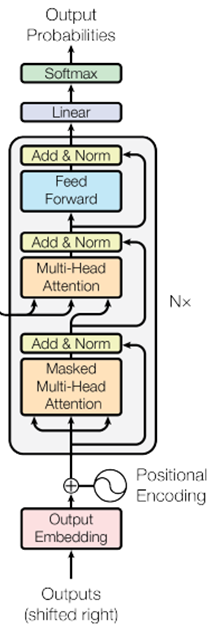 Output
Probabilities
Softmax
Linear
Add & Norm
Feed
Forward
Add & Norm
Multi-Head
Attention
N×
Add & Norm
Masked
Multi-Head
Attention
Positional
Encoding
Output
Embedding
Outputs
(shifted right)